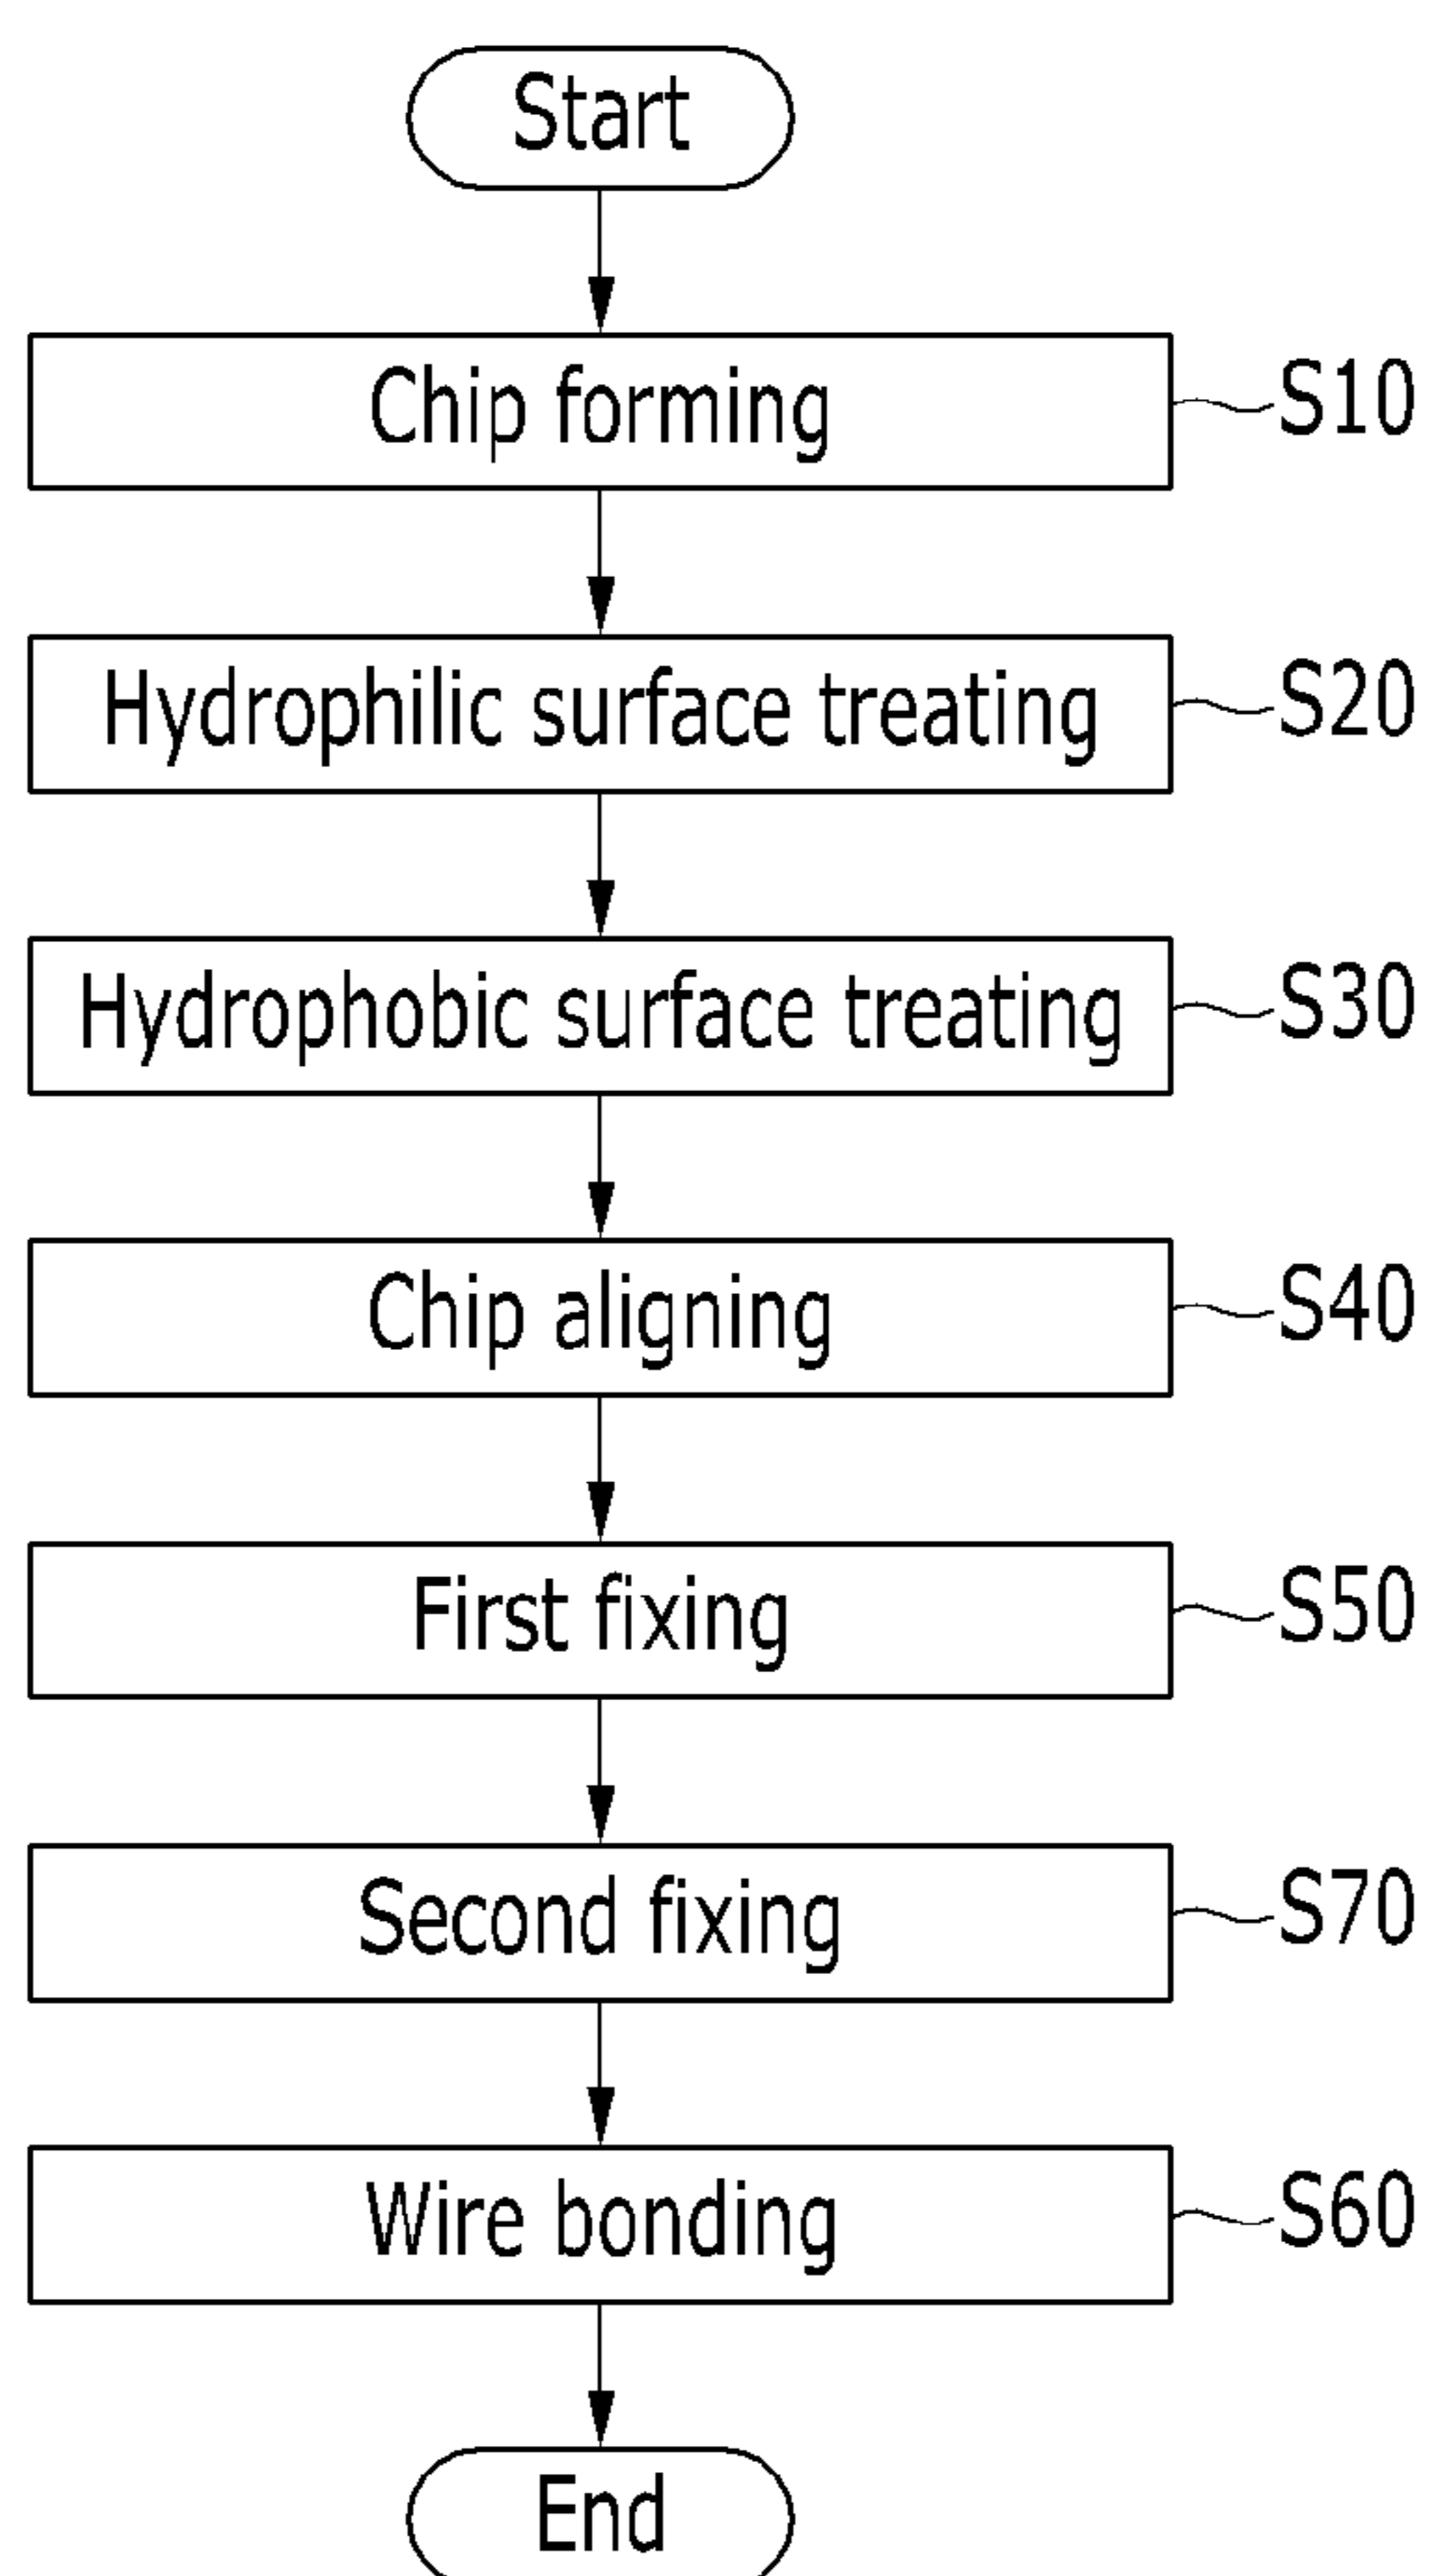 Start
Chip forming S10
Hydrophilic surface treating S20
Hydrophobic surface treating S30
Chip aligning S40
First fixing S50
Second fixing S70
Wire bonding S60
End